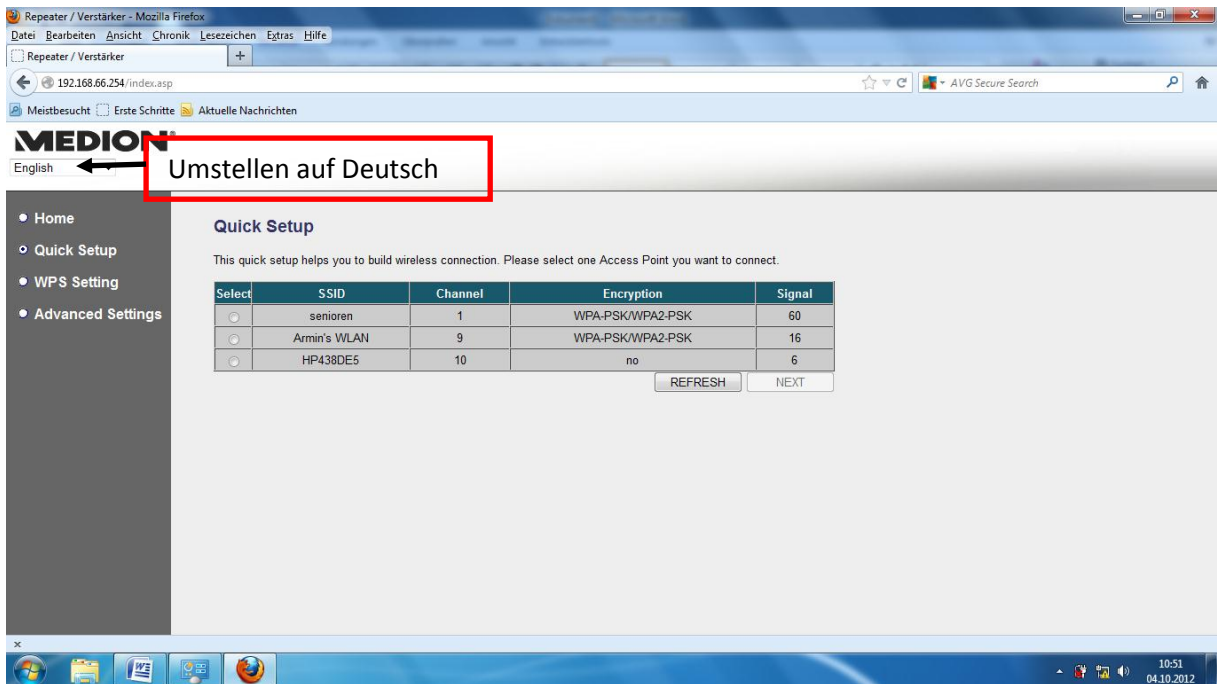 Repeater / Verstärker - Mozilla Firefox
Datei Bearbeiten Ansicht Chronik Lesezeichen Extras Hilfe
Repeater / Verstärker +
192.168.66.254/index.asp AVG Secure Search
Meistbesucht Erste Schritte Aktuelle Nachrichten
MEDION
English
Umstellen auf Deutsch
Home
Quick Setup
WPS Setting
Advanced Settings
Quick Setup
This quick setup helps you to build wireless connection. Please select one Access Point you want to connect.
Select SSID Channel Encryption Signal
senioren 1 WPA-PSK/WPA2-PSK 60
Armin's WLAN 9 WPA-PSK/WPA2-PSK 16
HP438DE5 10 no 6
REFRESH NEXT
x
10:51
04.10.2012